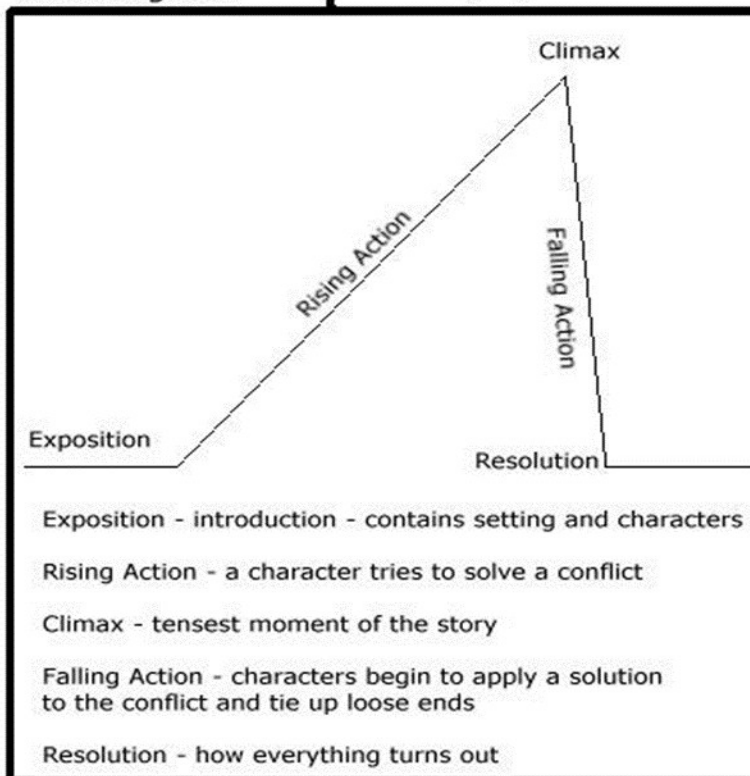 Climax
Rising Action
Falling Action
Exposition
Resolution
Exposition - introduction - contains setting and characters
Rising Action - a character tries to solve a conflict
Climax - tensest moment of the story
Falling Action - characters begin to apply a solution
to the conflict and tie up loose ends
Resolution - how everything turns out